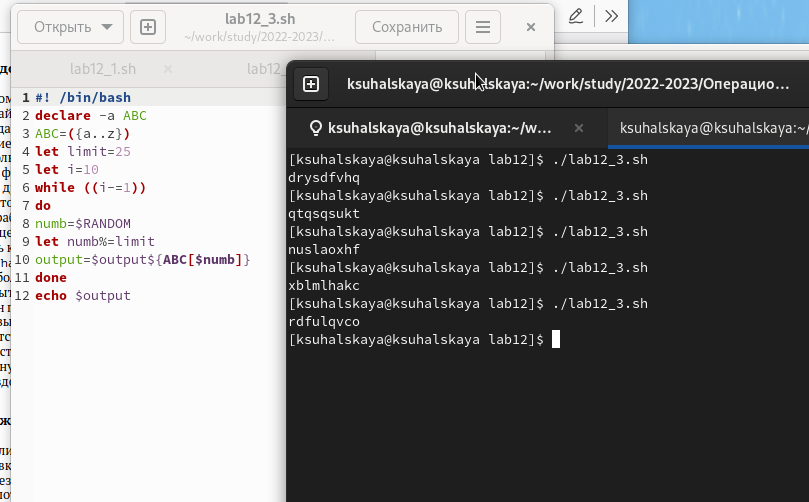 Открыть
lab12_3.sh
~/work/study/2022-2023/…
Сохранить
lab12_1.sh
lab12_
1 #! /bin/bash
2 declare -a ABC
3 ABC=({a..z})
4 let limit=25
5 let i=10
6 while ((i-=1))
7 do
8 numb=$RANDOM
9 let numb%=limit
10 output=$output${ABC[$numb]}
11 done
12 echo $output
ksuhalskaya@ksuhalskaya:~/work/study/2022-2023/Операцио…
ksuhalskaya@ksuhalskaya:~/w…
ksuhalskaya@ksuhalskaya:~/
[ksuhalskaya@ksuhalskaya lab12]$ ./lab12_3.sh
drysdfvhq
[ksuhalskaya@ksuhalskaya lab12]$ ./lab12_3.sh
qtqsqsukt
[ksuhalskaya@ksuhalskaya lab12]$ ./lab12_3.sh
nuslaoxhf
[ksuhalskaya@ksuhalskaya lab12]$ ./lab12_3.sh
xblmlhakc
[ksuhalskaya@ksuhalskaya lab12]$ ./lab12_3.sh
rdfulqvco
[ksuhalskaya@ksuhalskaya lab12]$